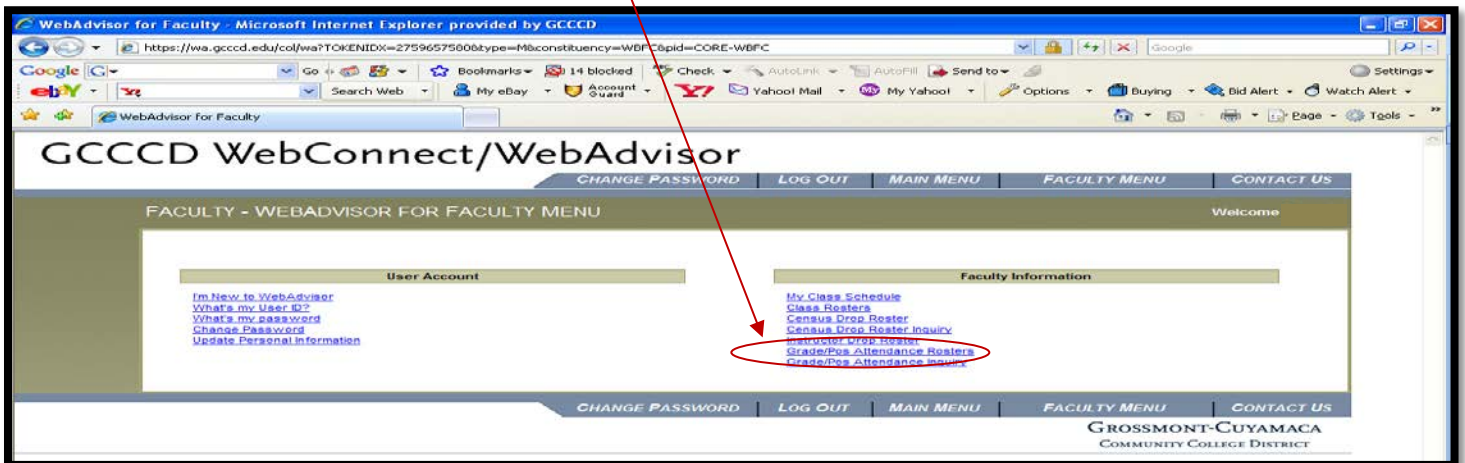 WebAdvisor for Faculty - Microsoft Internet Explorer provided by GCCCD
https://wa.gcccd.edu/col/wa?TOKENIDX=2759657580&type=M&constituency=WBFC&pid=CORE-WBFC
Google
Google G Go Bookmarks 14 blocked Check AutoLink AutoFill Send to Settings
ebY Search Web My eBay Account Guard Y7 Yahoo! Mail My Yahoo! Options Buying Bid Alert Watch Alert
WebAdvisor for Faculty Page Tools
GCCCD WebConnect/WebAdvisor
CHANGE PASSWORD LOG OUT MAIN MENU FACULTY MENU CONTACT US
FACULTY - WEBADVISOR FOR FACULTY MENU Welcome
User Account Faculty Information
I'm New to WebAdvisor My Class Schedule
What's my User ID? Class Rosters
What's my password Census Drop Roster
Change Password Census Drop Roster Inquiry
Update Personal Information Instructor Drop Roster
Grade/Pos Attendance Rosters
Grade/Pos Attendance Inquiry
CHANGE PASSWORD LOG OUT MAIN MENU FACULTY MENU CONTACT US
GROSSMONT-CUYAMACA
COMMUNITY COLLEGE DISTRICT